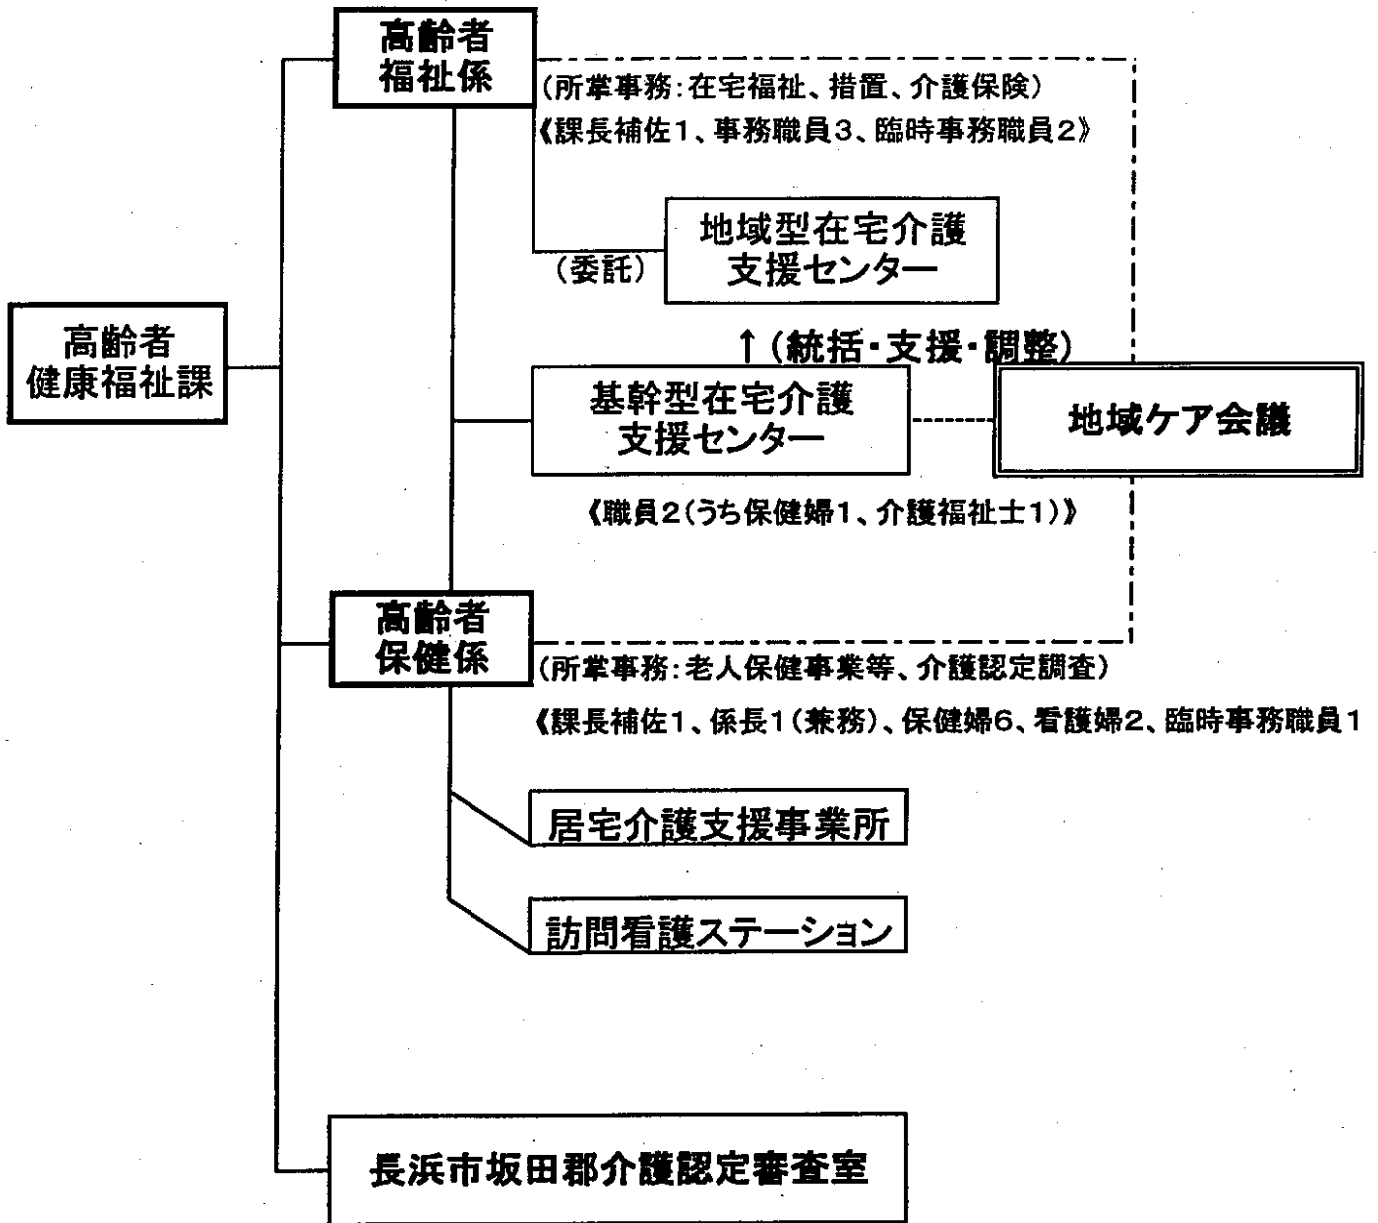 高齢者
福祉係
(所掌事務:在宅福祉、措置、介護保険)
《課長補佐1、事務職員3、臨時事務職員2》
地域型在宅介護
支援センター
(委託)
高齢者
健康福祉課
↑(統括・支援・調整)
基幹型在宅介護
支援センター
地域ケア会議
《職員2(うち保健婦1、介護福祉士1)》
高齢者
保健係
(所掌事務:老人保健事業等、介護認定調査)
《課長補佐1、係長1(兼務)、保健婦6、看護婦2、臨時事務職員1
居宅介護支援事業所
訪問看護ステーション
長浜市坂田郡介護認定審査室